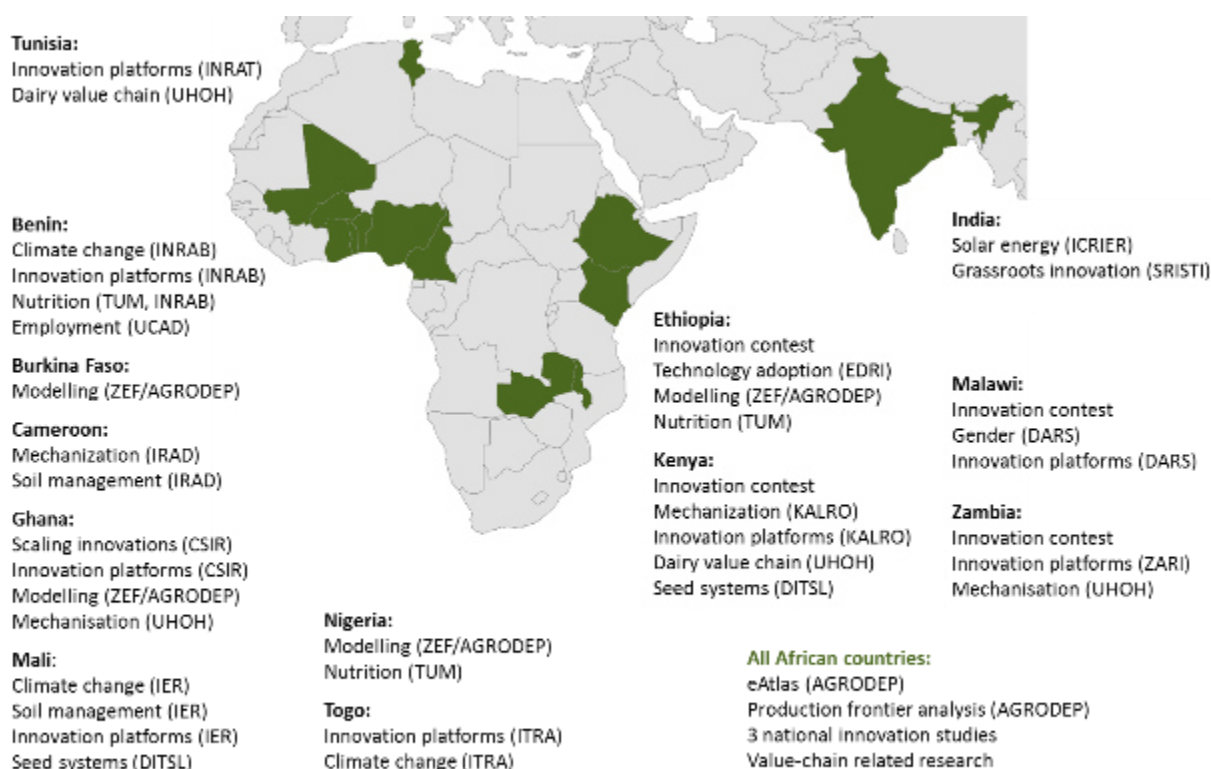 Tunisia:
Innovation platforms (INRAT)
Dairy value chain (UHOH)
Benin:
Climate change (INRAB)
Innovation platforms (INRAB)
Nutrition (TUM, INRAB)
Employment (UCAD)
Burkina Faso:
Modelling (ZEF/AGRODEP)
Cameroon:
Mechanization (IRAD)
Soil management (IRAD)
Ghana:
Scaling innovations (CSIR)
Innovation platforms (CSIR)
Modelling (ZEF/AGRODEP)
Mechanisation (UHOH)
Mali:
Climate change (IER)
Soil management (IER)
Innovation platforms (IER)
Seed systems (DITSL)
Nigeria:
Modelling (ZEF/AGRODEP)
Nutrition (TUM)
Togo:
Innovation platforms (ITRA)
Climate change (ITRA)
Ethiopia:
Innovation contest
Technology adoption (EDRI)
Modelling (ZEF/AGRODEP)
Nutrition (TUM)
Kenya:
Innovation contest
Mechanization (KALRO)
Innovation platforms (KALRO)
Dairy value chain (UHOH)
Seed systems (DITSL)
India:
Solar energy (ICRIER)
Grassroots innovation (SRISTI)
Malawi:
Innovation contest
Gender (DARS)
Innovation platforms (DARS)
Zambia:
Innovation contest
Innovation platforms (ZARI)
Mechanisation (UHOH)
All African countries:
eAtlas (AGRODEP)
Production frontier analysis (AGRODEP)
3 national innovation studies
Value-chain related research